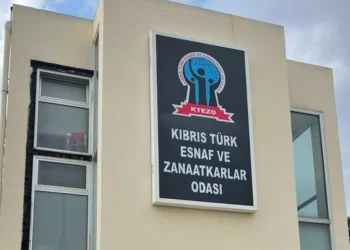 KTEZO
KIBRIS TÜRK
ESNAF VE
ZANAATKARLAR
ODASI